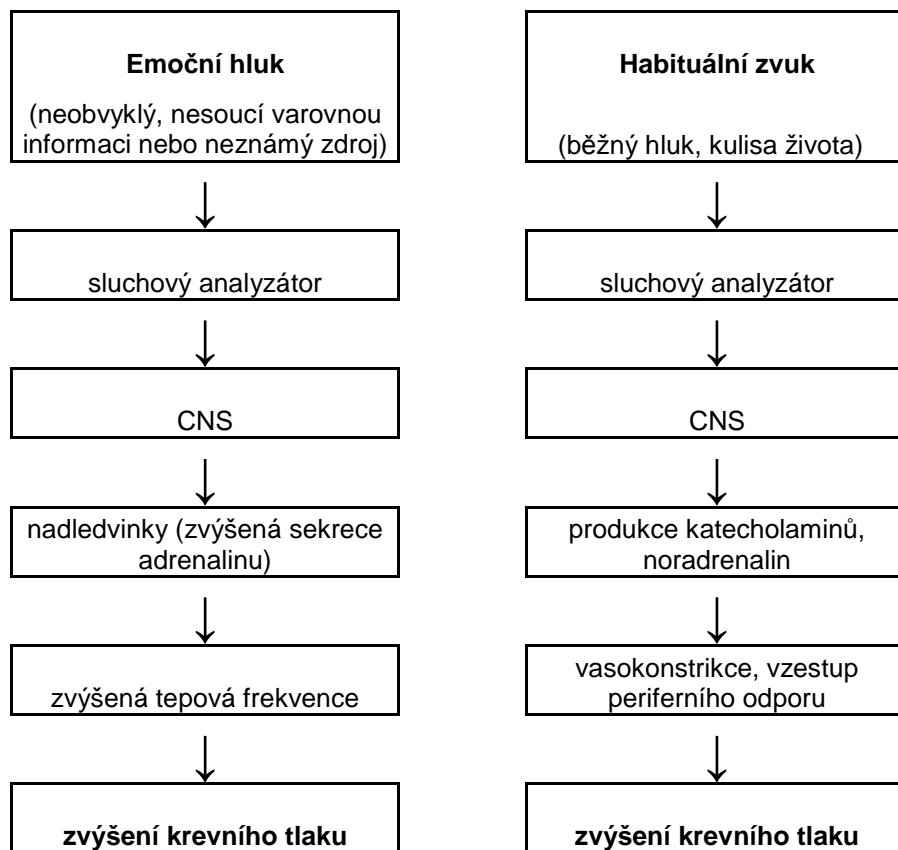 Emoční hluk
(neobvyklý, nesoucí varovnou
informaci nebo neznámý zdroj)
sluchový analyzátor
CNS
nadledvinky (zvýšená sekrece
adrenalinu)
zvýšená tepová frekvence
zvýšení krevního tlaku
Habituální zvuk
(běžný hluk, kulisa života)
sluchový analyzátor
CNS
produkce katecholaminů,
noradrenalin
vasokonstrikce, vzestup
periferního odporu
zvýšení krevního tlaku